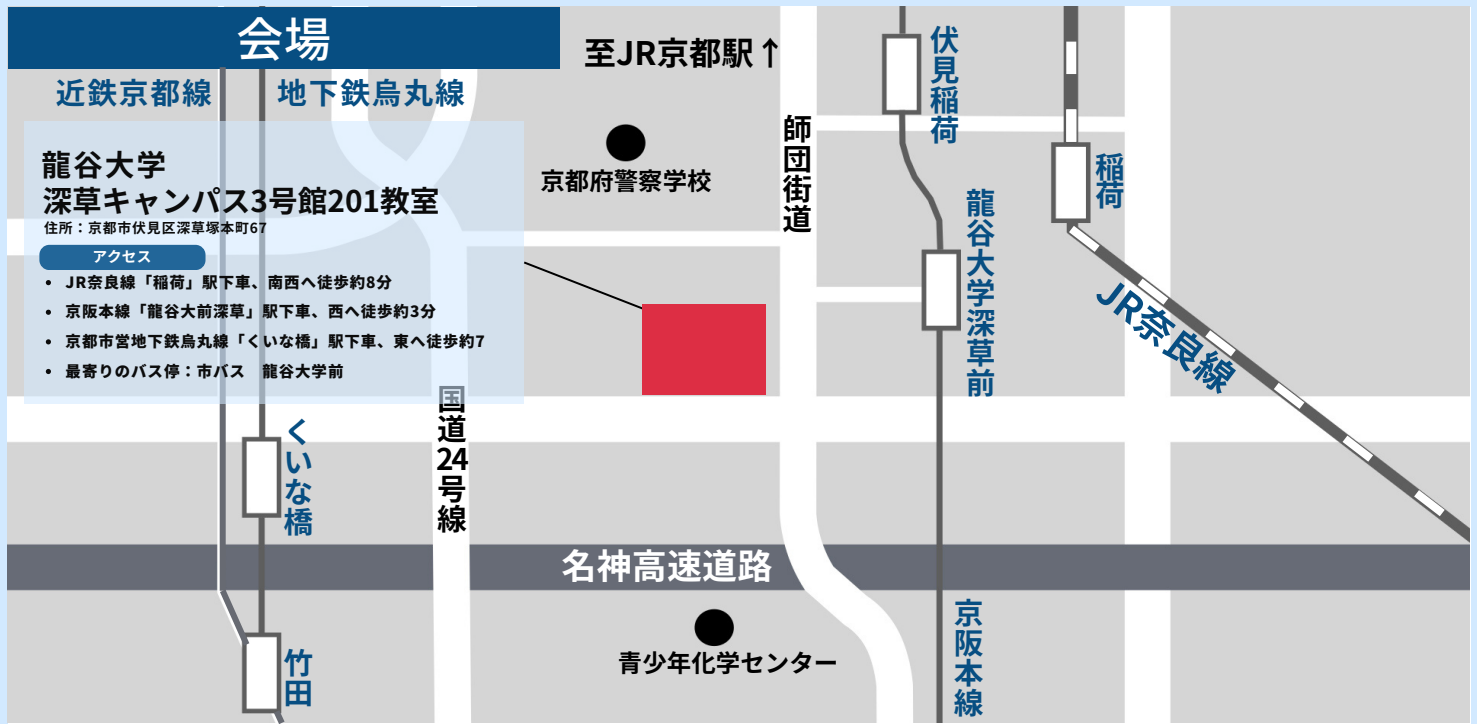 会場
至JR京都駅↑
近鉄京都線
地下鉄烏丸線
龍谷大学
深草キャンパス3号館201教室
住所：京都市伏見区深草塚本町67
アクセス
• JR奈良線「稲荷」駅下車、南西へ徒歩約8分
• 京阪本線「龍谷大前深草」駅下車、西へ徒歩約3分
• 京都市営地下鉄烏丸線「くいな橋」駅下車、東へ徒歩約7
• 最寄りのバス停：市バス　龍谷大学前
京都府警察学校
師団街道
伏見稲荷
稲荷
龍谷大学深草前
JR奈良線
国道24号線
くいな橋
名神高速道路
竹田
青少年化学センター
京阪本線